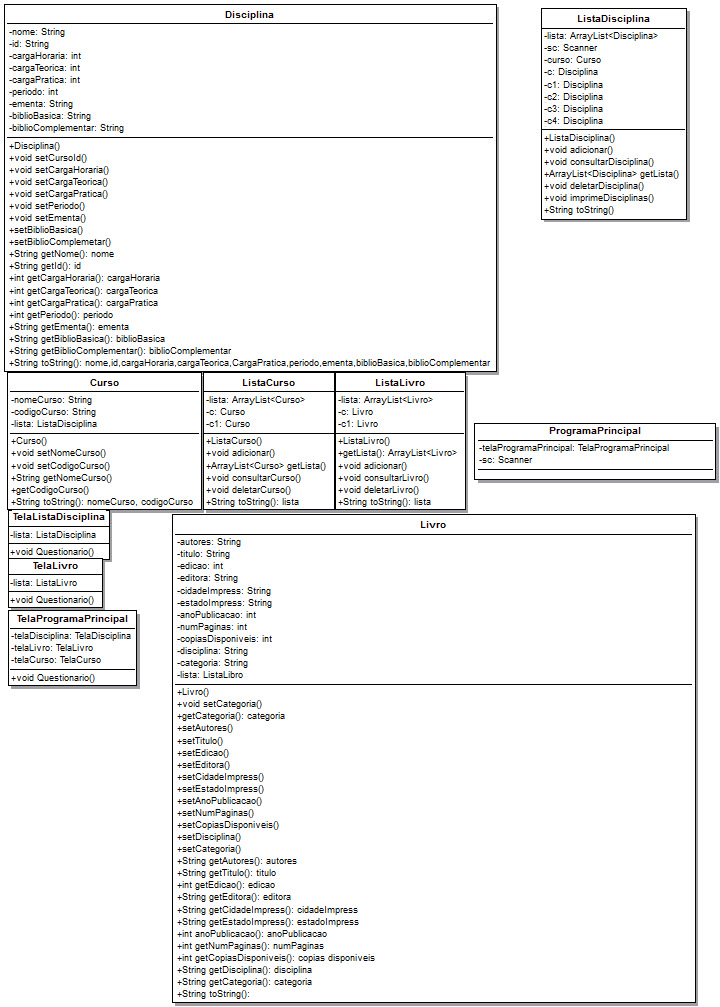 Disciplina
-nome: String
-id: String
-cargaHoraria: int
-cargaTeorica: int
-cargaPratica: int
-periodo: int
-ementa: String
-biblioBasica: String
-biblioComplementar: String
+Disciplina()
+void setCursoId()
+void setCargaHoraria()
+void setCargaTeorica()
+void setCargaPratica()
+void setPeriodo()
+void setEmenta()
+setBiblioBasica()
+setBiblioComplemetar()
+String getNome(): nome
+String getId(): id
+int getCargaHoraria(): cargaHoraria
+int getCargaTeorica(): cargaTeorica
+int getCargaPratica(): cargaPratica
+int getPeriodo(): periodo
+String getEmenta(): ementa
+String getBiblioBasica(): biblioBasica
+String getBiblioComplementar(): biblioComplementar
+String toString(): nome,id,cargaHoraria,cargaTeorica,CargaPratica,periodo,ementa,biblioBasica,biblioComplementar
ListaDisciplina
-lista: ArrayList<Disciplina>
-sc: Scanner
-curso: Curso
-c: Disciplina
-c1: Disciplina
-c2: Disciplina
-c3: Disciplina
-c4: Disciplina
+ListaDisciplina()
+void adicionar()
+void consultarDisciplina()
+ArrayList<Disciplina> getLista()
+void deletarDisciplina()
+void imprimeDisciplinas()
+String toString()
Curso
-nomeCurso: String
-codigoCurso: String
-lista: ListaDisciplina
+Curso()
+void setNomeCurso()
+void setCodigoCurso()
+String getNomeCurso()
+getCodigoCurso()
+String toString(): nomeCurso, codigoCurso
ListaCurso
-lista: ArrayList<Curso>
-c: Curso
-c1: Curso
+ListaCurso()
+void adicionar()
+ArrayList<Curso> getLista()
+void consultarCurso()
+void deletarCurso()
+String toString(): lista
ListaLivro
-lista: ArrayList<Livro>
-c: Livro
-c1: Livro
+ListaLivro()
+getLista(): ArrayList<Livro>
+void adicionar()
+void consultarLivro()
+void deletarLivro()
+String toString(): lista
ProgramaPrincipal
-telaProgramaPrincipal: TelaProgramaPrincipal
-sc: Scanner
TelaListaDisciplina
-lista: ListaDisciplina
+void Questionario()
TelaLivro
-lista: ListaLivro
+void Questionario()
TelaProgramaPrincipal
-telaDisciplina: TelaDisciplina
-telaLivro: TelaLivro
-telaCurso: TelaCurso
+void Questionario()
Livro
-autores: String
-titulo: String
-edicao: int
-editora: String
-cidadeImpress: String
-estadoImpress: String
-anoPublicacao: int
-numPaginas: int
-copiasDisponiveis: int
-disciplina: String
-categoria: String
-lista: ListaLibro
+Livro()
+void setCategoria()
+getCategoria(): categoria
+setAutores()
+setTitulo()
+setEdicao()
+setEditora()
+setCidadeImpress()
+setEstadoImpress()
+setAnoPublicacao()
+setNumPaginas()
+setCopiasDisponiveis()
+setDisciplina()
+setCategoria()
+String getAutores(): autores
+String getTitulo(): titulo
+int getEdicao(): edicao
+String getEditora(): editora
+String getCidadeImpress(): cidadeImpress
+String getEstadoImpress(): estadoImpress
+int anoPublicacao(): anoPublicacao
+int getNumPaginas(): numPaginas
+int getCopiasDisponiveis(): copias disponiveis
+String getDisciplina(): disciplina
+String getCategoria(): categoria
+String toString():